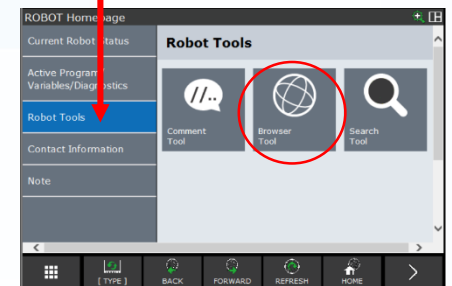 ROBOT Homepage
Current Robot Status
Active Program/
Variables/Diagnostics
Robot Tools
Contact Information
Note
Robot Tools
//..
Comment
Tool
Browser
Tool
Search
Tool
[ TYPE ]
BACK
FORWARD
REFRESH
HOME